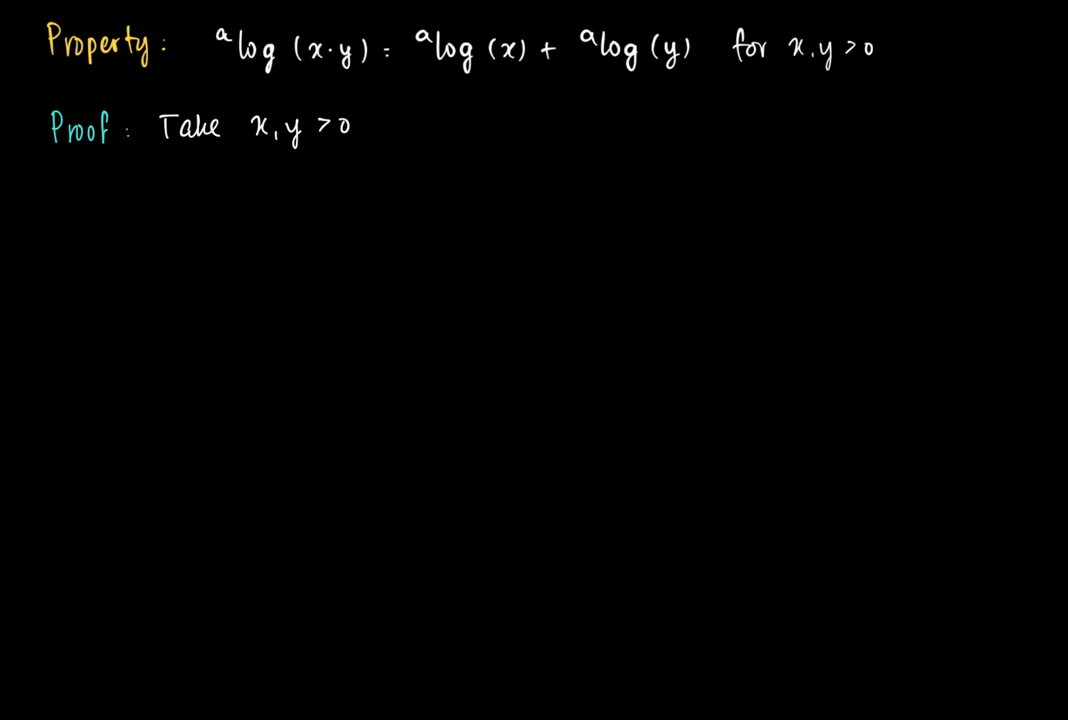 Property: ᵃlog (x·y) = ᵃlog (x) + ᵃlog (y) for x,y > 0
Proof: Take x,y > 0